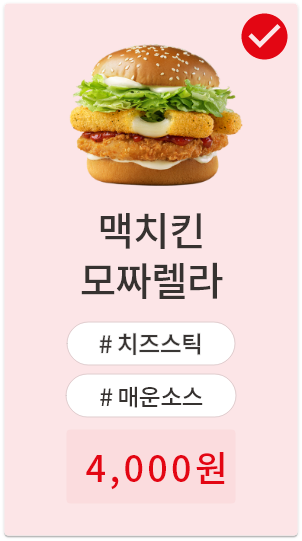 맥치킨
모짜렐라
# 치즈스틱
# 매운소스
4,000원